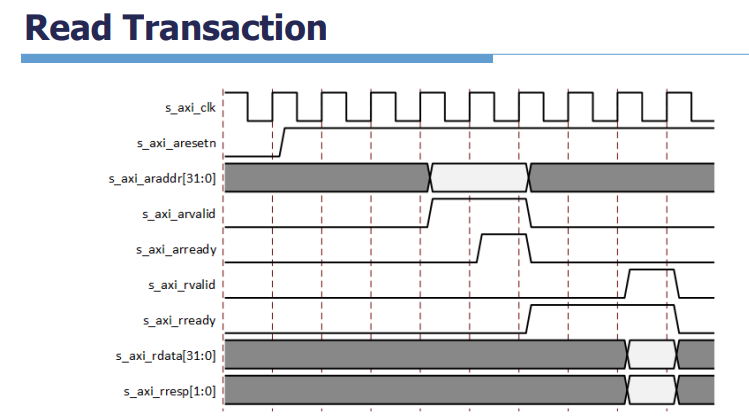 Read Transaction
s_axi_clk
s_axi_aresetn
s_axi_araddr[31:0]
s_axi_arvalid
s_axi_arready
s_axi_rvalid
s_axi_rready
s_axi_rdata[31:0]
s_axi_rresp[1:0]